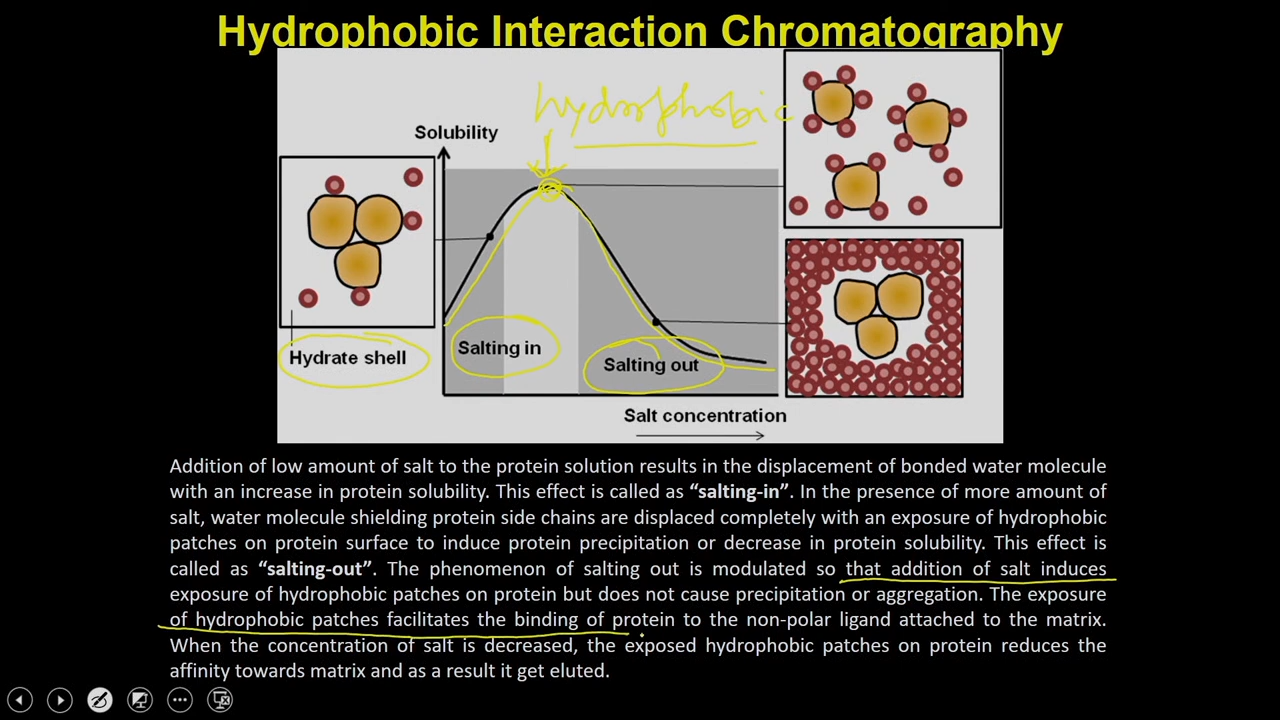 Hydrophobic Interaction Chromatography
hydrophobic
Solubility
Hydrate shell
Salting in
Salting out
Salt concentration
Addition of low amount of salt to the protein solution results in the displacement of bonded water molecule
with an increase in protein solubility. This effect is called as “salting-in”. In the presence of more amount of
salt, water molecule shielding protein side chains are displaced completely with an exposure of hydrophobic
patches on protein surface to induce protein precipitation or decrease in protein solubility. This effect is
called as “salting-out”. The phenomenon of salting out is modulated so that addition of salt induces
exposure of hydrophobic patches on protein but does not cause precipitation or aggregation. The exposure
of hydrophobic patches facilitates the binding of protein to the non-polar ligand attached to the matrix.
When the concentration of salt is decreased, the exposed hydrophobic patches on protein reduces the
affinity towards matrix and as a result it get eluted.